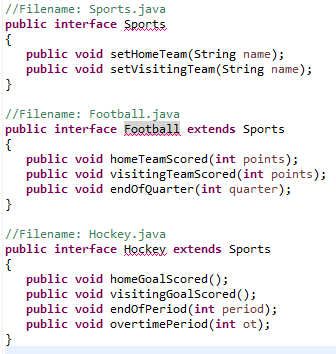 //Filename: Sports.java
public interface Sports
{
public void setHomeTeam(String name);
public void setVisitingTeam(String name);
}
//Filename: Football.java
public interface Football extends Sports
{
public void homeTeamScored(int points);
public void visitingTeamScored(int points);
public void endOfQuarter(int quarter);
}
//Filename: Hockey.java
public interface Hockey extends Sports
{
public void homeGoalScored();
public void visitingGoalScored();
public void endOfPeriod(int period);
public void overtimePeriod(int ot);
}